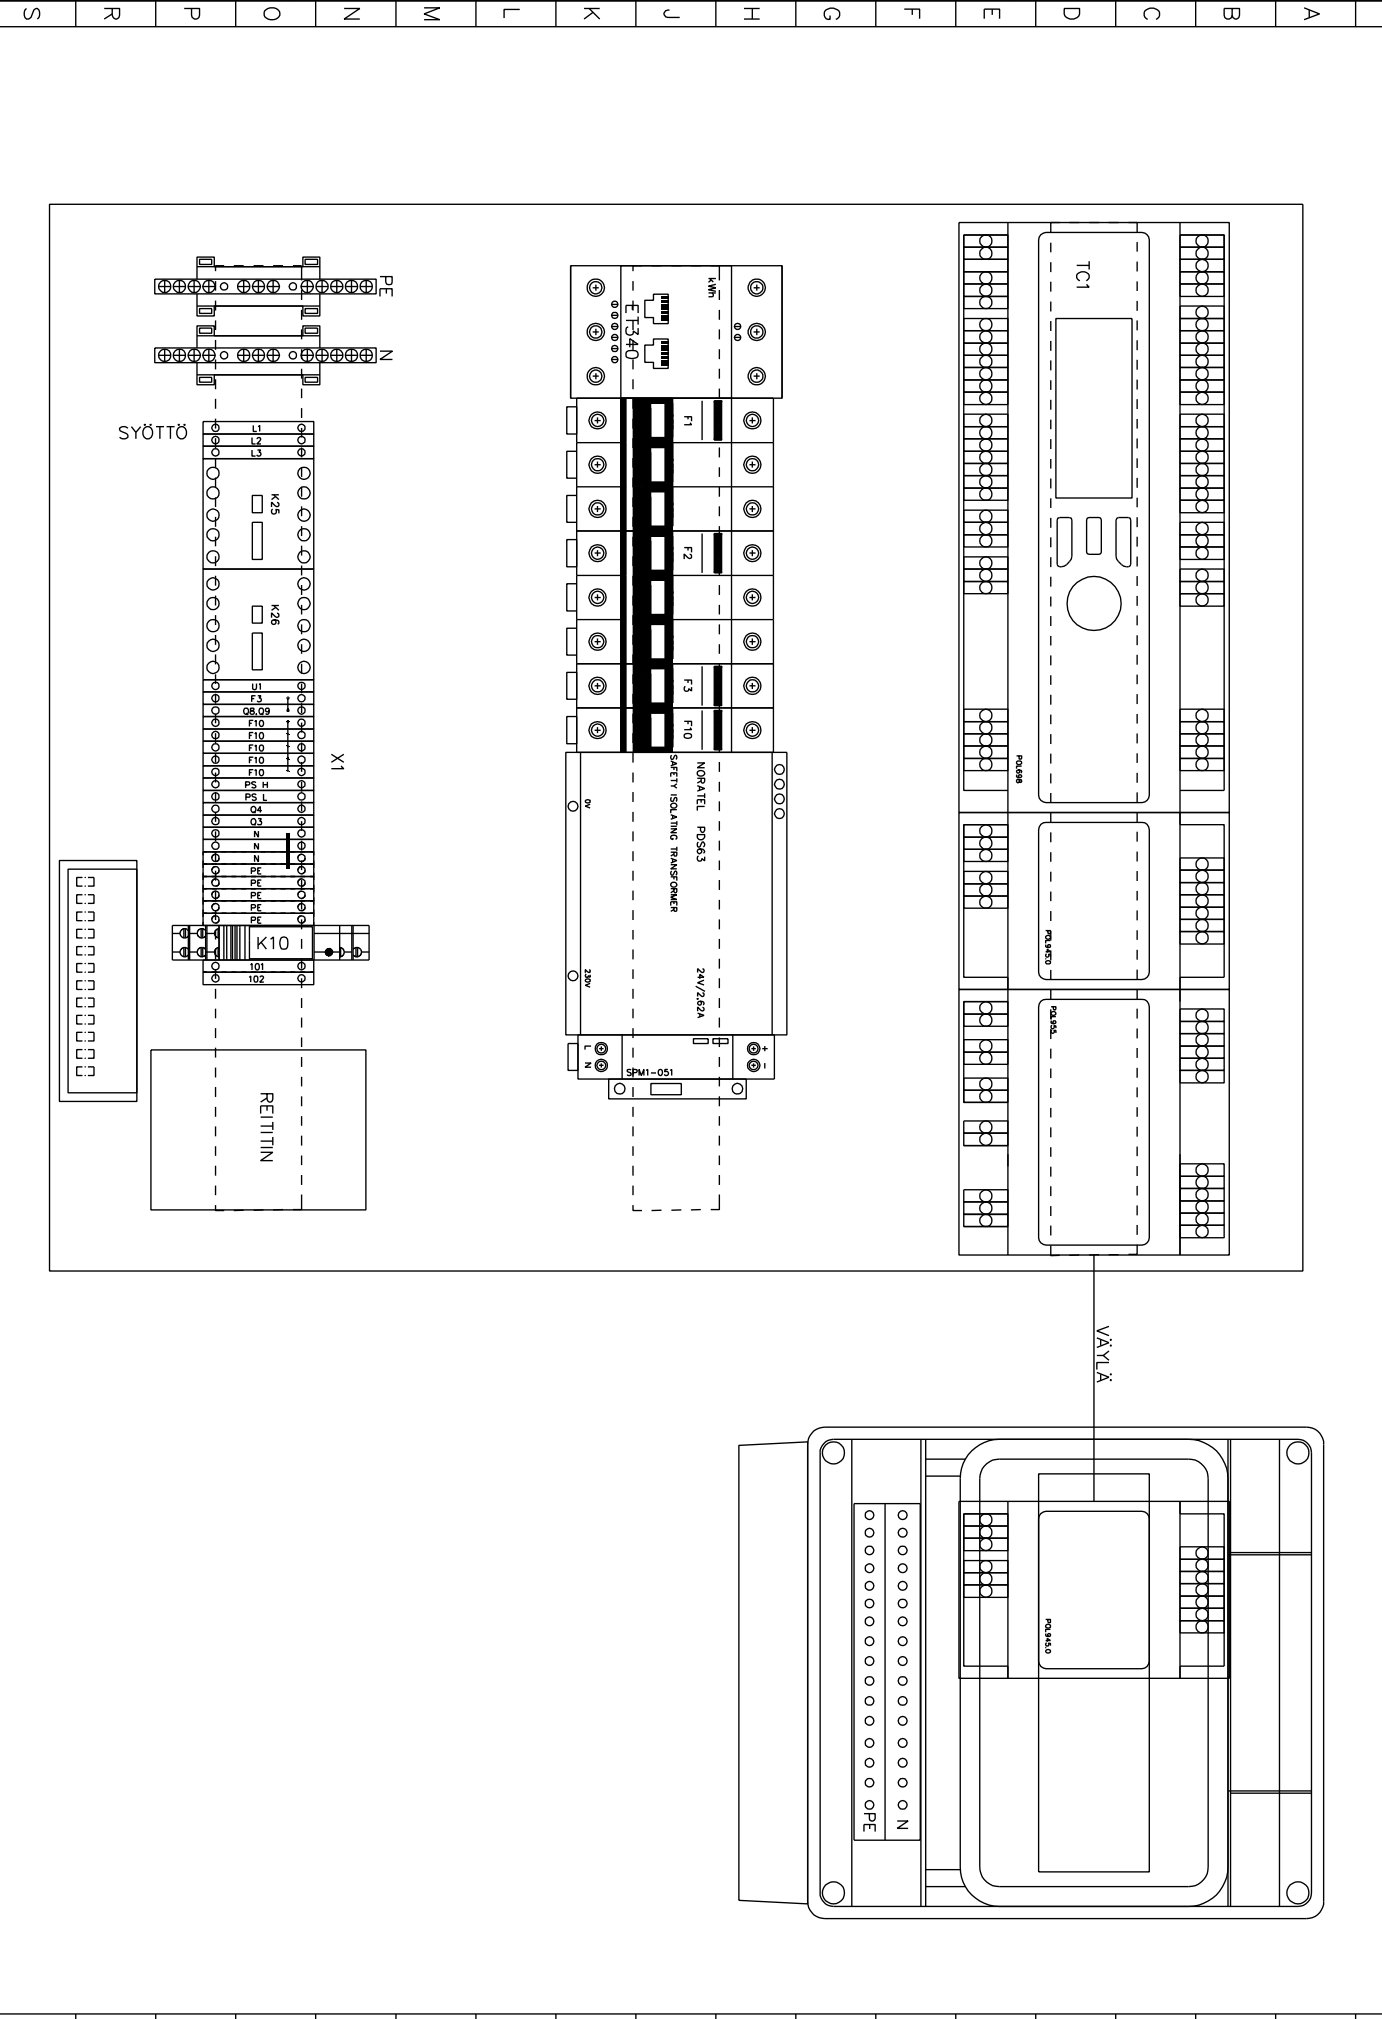 S R P O N M L K J H G F E D C B A
PE
N
SYÖTTÖ
L1
L2
L3
K25
K26
X1
U1
F3
Q8,Q9
F10
F10
F10
F10
F10
PS H
PS L
Q4
Q3
N
N
N
PE
PE
PE
PE
PE
K10
101
102
REITITIN
kWh
ET340
F1
F2
F3
F10
NORATEL PDS63
24V/2,62A
SAFETY ISOLATING TRANSFORMER
0V
230V
L
N
+
-
SPM1-051
TC1
POL698
POL945.0
POL955
VÄYLÄ
POL945.0
N
PE